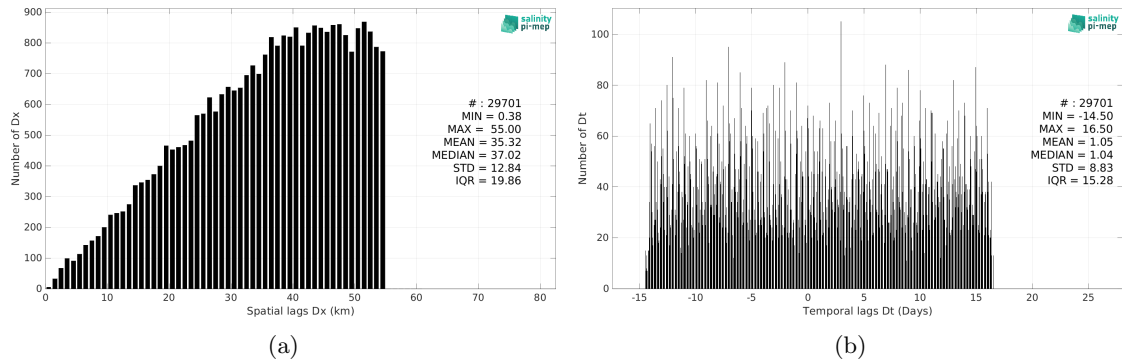 900
800
700
600
500
400
300
200
100
0
Number of Dx
0 10 20 30 40 50 60 70 80
Spatial lags Dx (km)
salinity
pi-mep
# : 29701
MIN = 0.38
MAX = 55.00
MEAN = 35.32
MEDIAN = 37.02
STD = 12.84
IQR = 19.86
(a)
100
80
60
40
20
0
Number of Dt
-15 -10 -5 0 5 10 15 20 25
Temporal lags Dt (Days)
salinity
pi-mep
# : 29701
MIN = -14.50
MAX = 16.50
MEAN = 1.05
MEDIAN = 1.04
STD = 8.83
IQR = 15.28
(b)